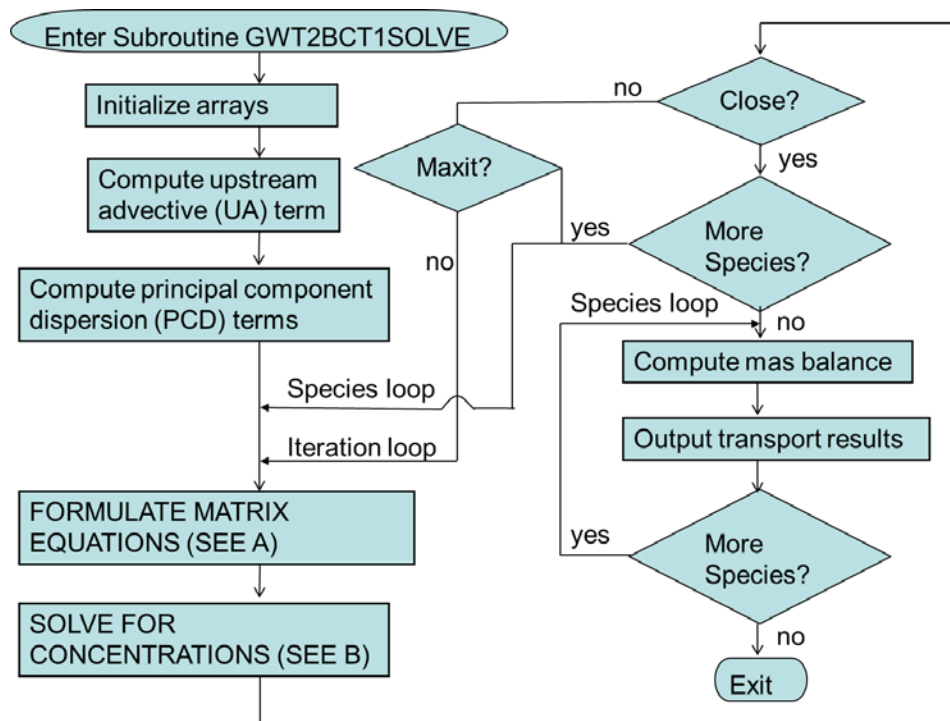 Enter Subroutine GWT2BCT1SOLVE
Initialize arrays
Compute upstream
advective (UA) term
Compute principal component
dispersion (PCD) terms
Species loop
Iteration loop
FORMULATE MATRIX
EQUATIONS (SEE A)
SOLVE FOR
CONCENTRATIONS (SEE B)
Close?
no
yes
Maxit?
no
yes
More
Species?
no
Species loop
Compute mas balance
Output transport results
More
Species?
yes
no
Exit